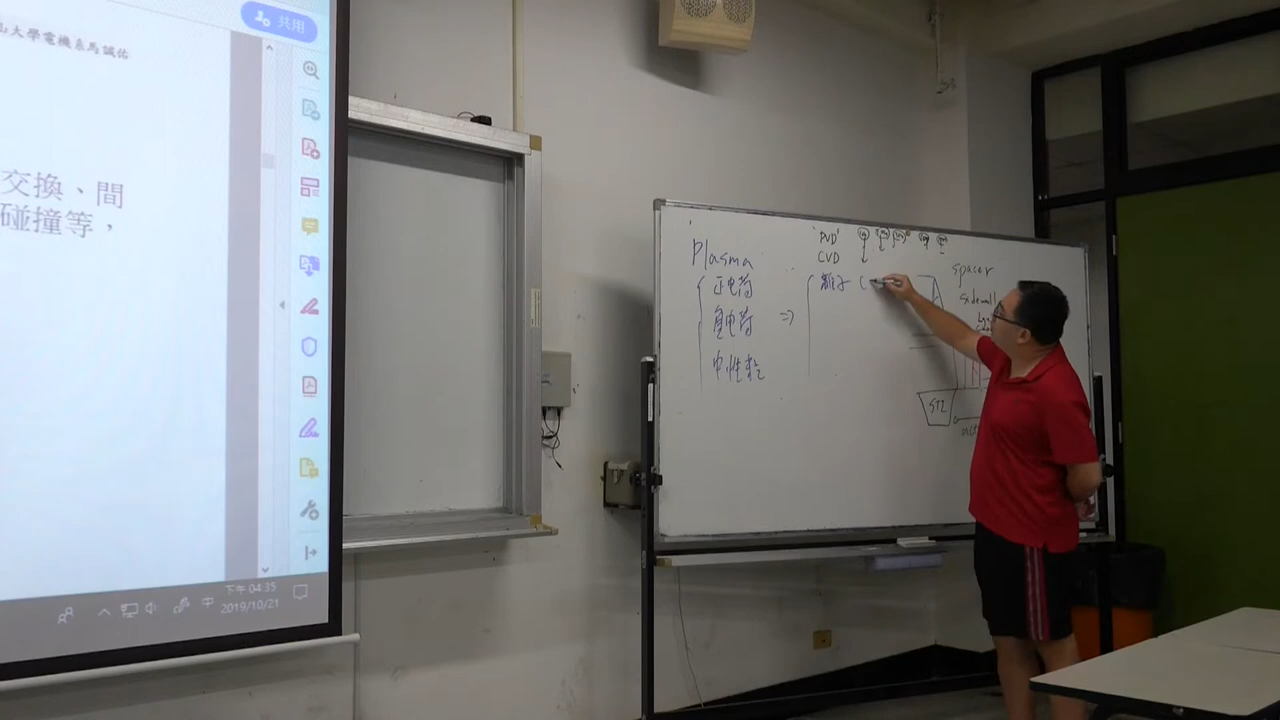 山大學電機系馬誠佑
共用
交換、間
碰撞等，
下午 04:35
中
2019/10/21
Plasma
正电荷
負电荷
中性粒
⇒
PVD
CVD
離子 (
spacer
sidewall
STI